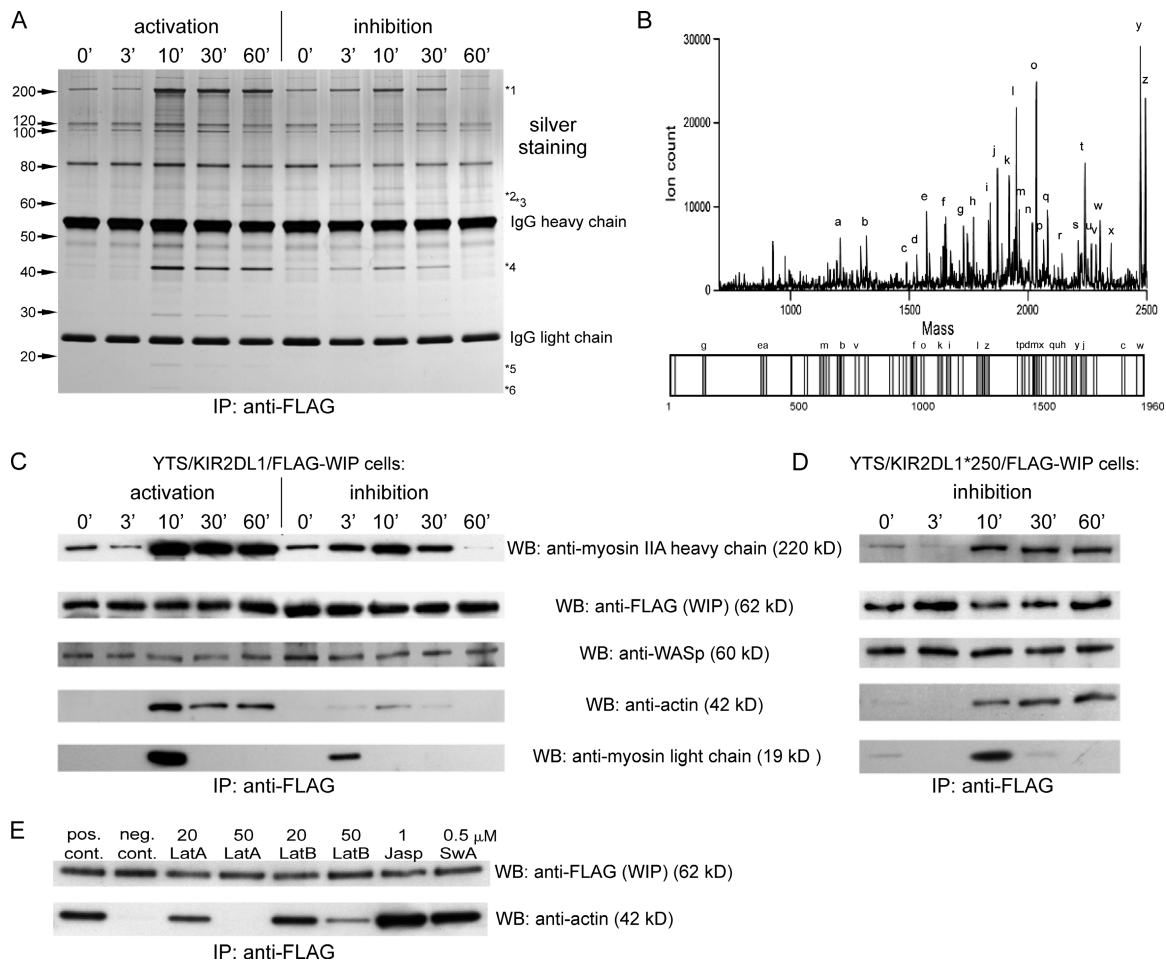 A
activation
inhibition
0’ 3’ 10’ 30’ 60’ 0’ 3’ 10’ 30’ 60’
200
120
100
80
60
50
40
30
20
*1
*2
*3
*4
*5
*6
silver
staining
IgG heavy chain
IgG light chain
IP: anti-FLAG
B
Ion count
30000
20000
10000
0
1000 1500 2000 2500
Mass
a b c d e f g h i j k l m n o p q r s t u v w x y z
g ea m b v f o k i l z tpdmx quh y j c w
1 500 1000 1500 1960
C
YTS/KIR2DL1/FLAG-WIP cells:
activation
inhibition
0’ 3’ 10’ 30’ 60’ 0’ 3’ 10’ 30’ 60’
WB: anti-myosin IIA heavy chain (220 kD)
WB: anti-FLAG (WIP) (62 kD)
WB: anti-WASp (60 kD)
WB: anti-actin (42 kD)
WB: anti-myosin light chain (19 kD )
IP: anti-FLAG
D
YTS/KIR2DL1*250/FLAG-WIP cells:
inhibition
0’ 3’ 10’ 30’ 60’
IP: anti-FLAG
E
pos. neg. 20 50 20 50 1 0.5 µM
cont. cont. LatA LatA LatB LatB Jasp SwA
WB: anti-FLAG (WIP) (62 kD)
WB: anti-actin (42 kD)
IP: anti-FLAG